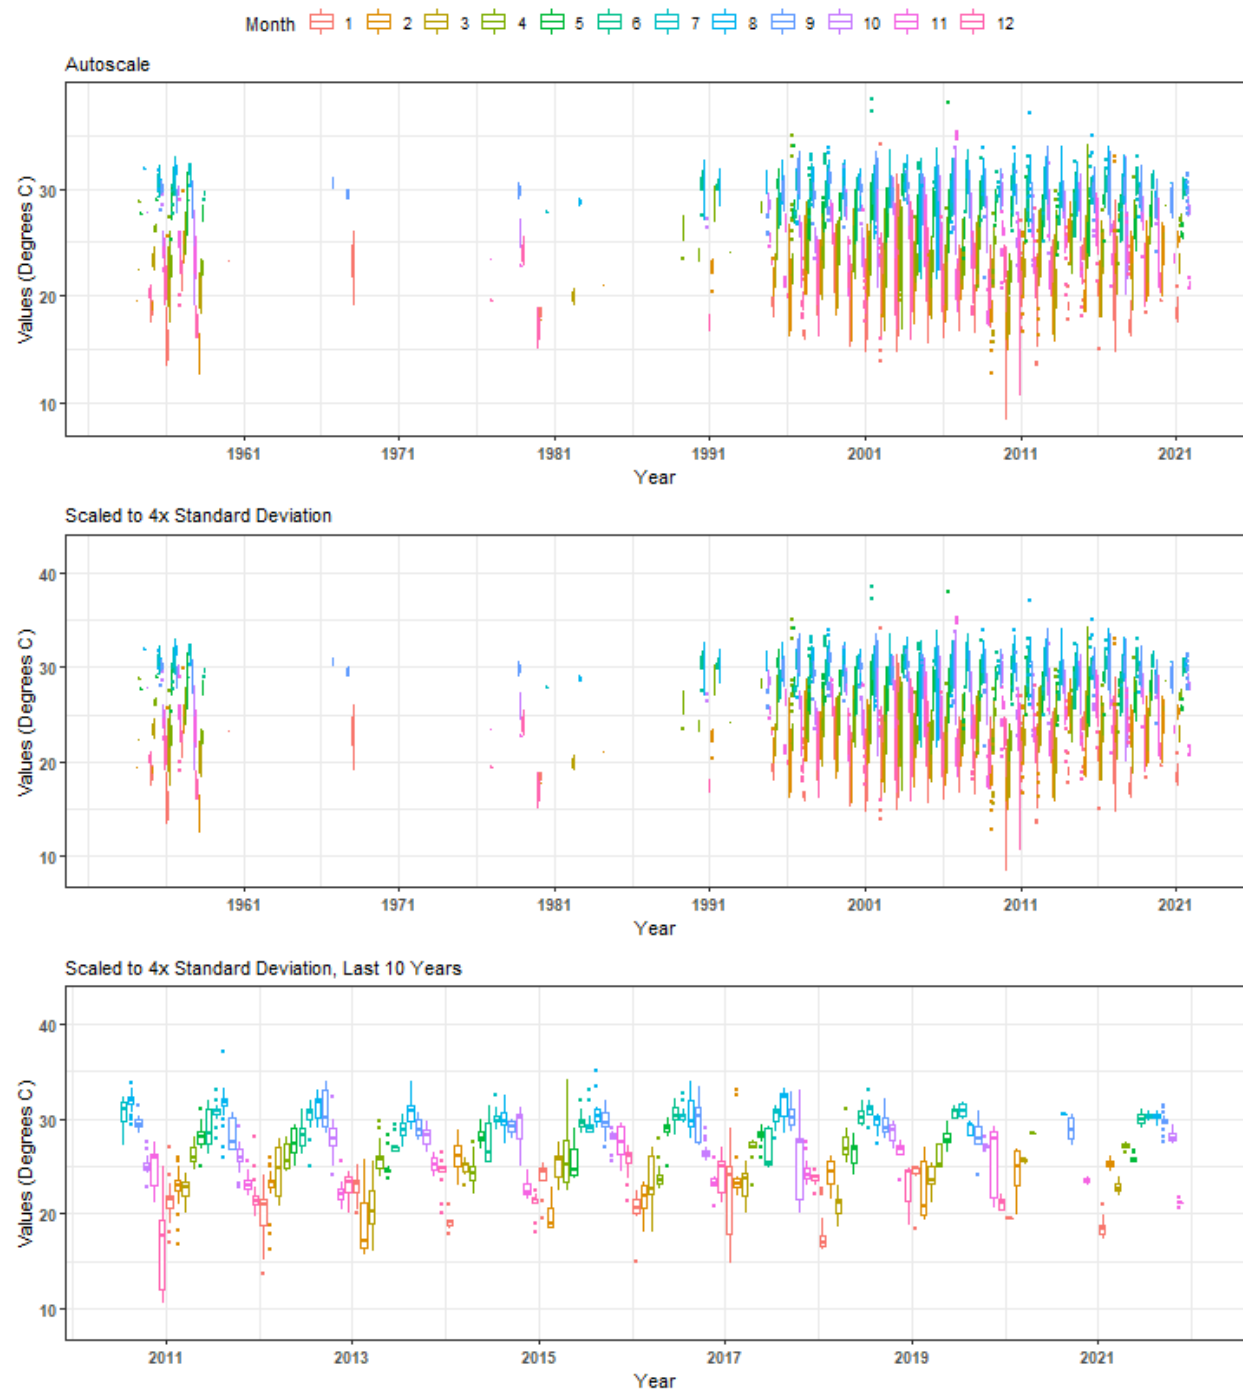 Month 1 2 3 4 5 6 7 8 9 10 11 12
Autoscale
Values (Degrees C)
30
20
10
1961 1971 1981 1991 2001 2011 2021
Year
Scaled to 4x Standard Deviation
Values (Degrees C)
40
30
20
10
1961 1971 1981 1991 2001 2011 2021
Year
Scaled to 4x Standard Deviation, Last 10 Years
Values (Degrees C)
40
30
20
10
2011 2013 2015 2017 2019 2021
Year